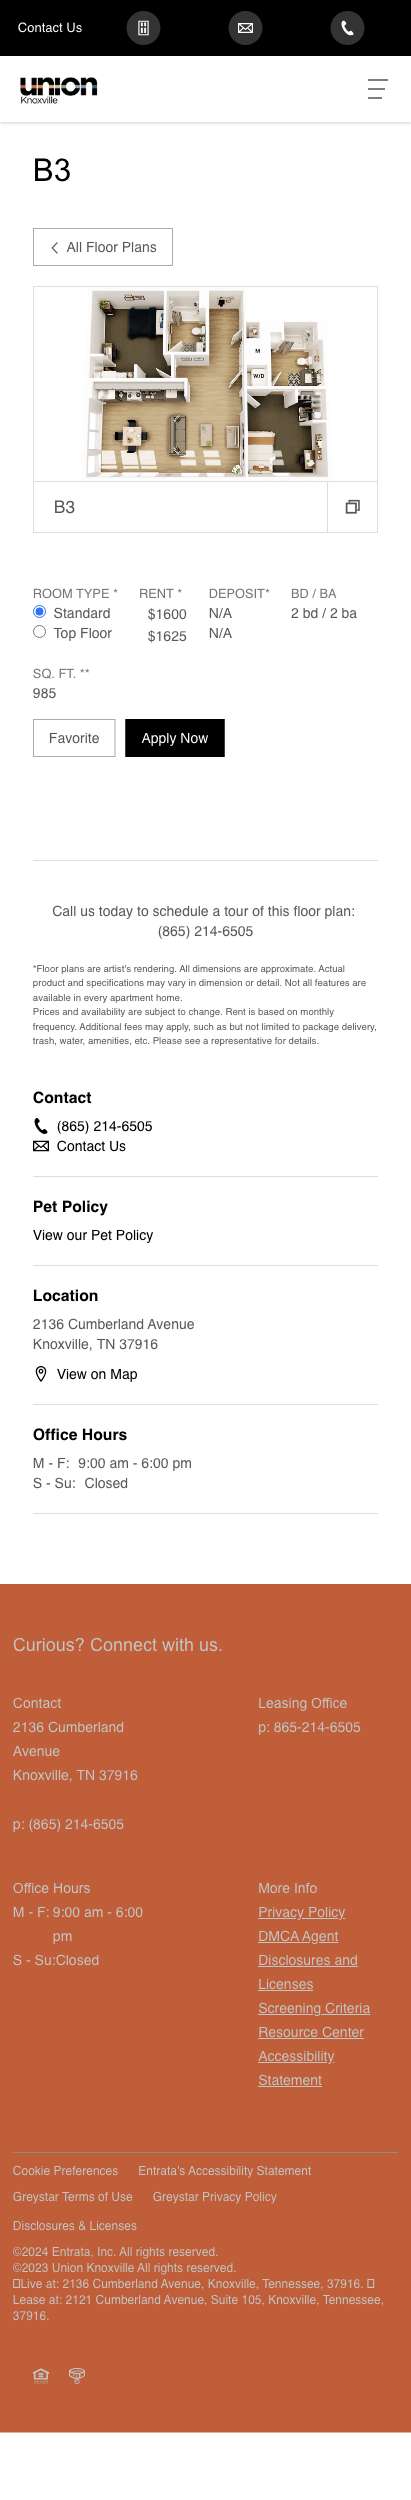 Contact Us
union
Knoxville
B3
All Floor Plans
M
W/D
B3
ROOM TYPE * RENT * DEPOSIT* BD / BA
Standard $1600 N/A 2 bd / 2 ba
Top Floor $1625 N/A
SQ. FT. **
985
Favorite Apply Now
Call us today to schedule a tour of this floor plan:
(865) 214-6505
*Floor plans are artist's rendering. All dimensions are approximate. Actual
product and specifications may vary in dimension or detail. Not all features are
available in every apartment home.
Prices and availability are subject to change. Rent is based on monthly
frequency. Additional fees may apply, such as but not limited to package delivery,
trash, water, amenities, etc. Please see a representative for details.
Contact
(865) 214-6505
Contact Us
Pet Policy
View our Pet Policy
Location
2136 Cumberland Avenue
Knoxville, TN 37916
View on Map
Office Hours
M - F: 9:00 am - 6:00 pm
S - Su: Closed
Curious? Connect with us.
Contact
2136 Cumberland
Avenue
Knoxville, TN 37916
p: (865) 214-6505
Leasing Office
p: 865-214-6505
Office Hours
M - F: 9:00 am - 6:00
pm
S - Su:Closed
More Info
Privacy Policy
DMCA Agent
Disclosures and
Licenses
Screening Criteria
Resource Center
Accessibility
Statement
Cookie Preferences Entrata's Accessibility Statement
Greystar Terms of Use Greystar Privacy Policy
Disclosures & Licenses
©2024 Entrata, Inc. All rights reserved.
©2023 Union Knoxville All rights reserved.
Live at: 2136 Cumberland Avenue, Knoxville, Tennessee, 37916.
Lease at: 2121 Cumberland Avenue, Suite 105, Knoxville, Tennessee,
37916.